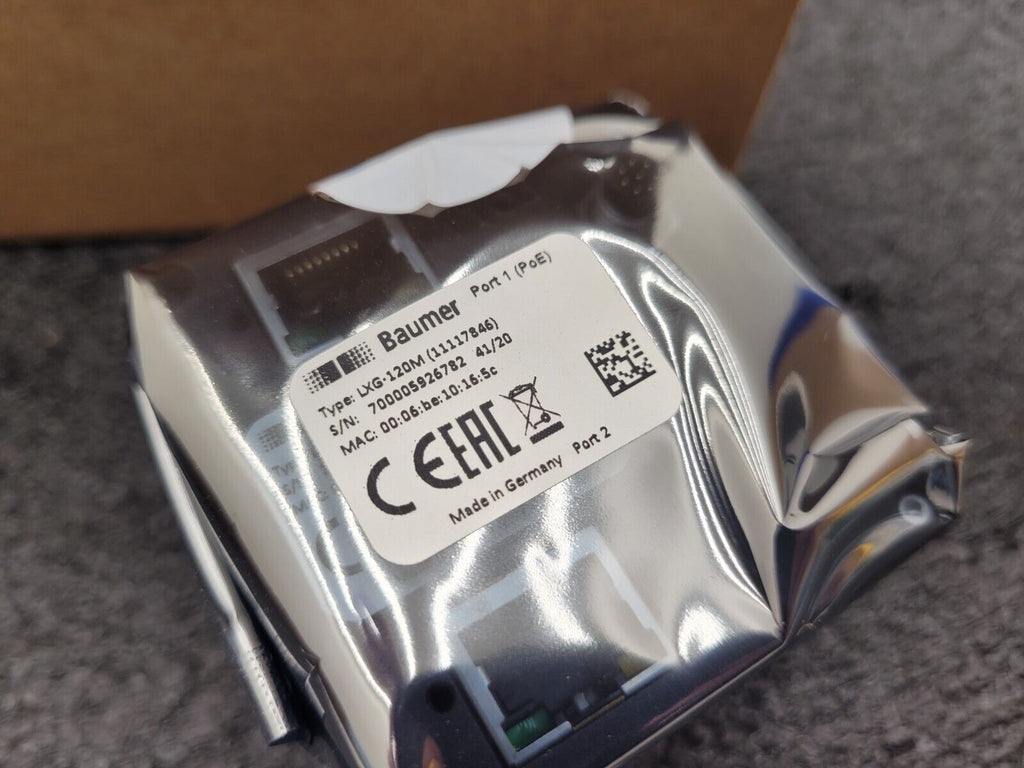 Baumer Port 1 (PoE)
Type: LXG-120M (11117846)
S/N: 700005926782 41/20
MAC: 00:06:be:10:16:5c
CE EAC
Made in Germany Port 2
Typ
S/N
M